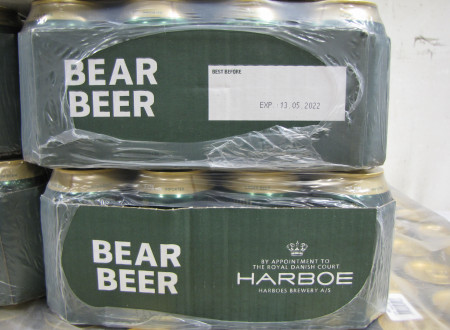 BEAR
BEER
BEST BEFORE
EXP. 13.05.2022
BEAR
BEER
BY APPOINTMENT TO
THE ROYAL DANISH COURT
HARBOE
HARBOES BREWERY A/S